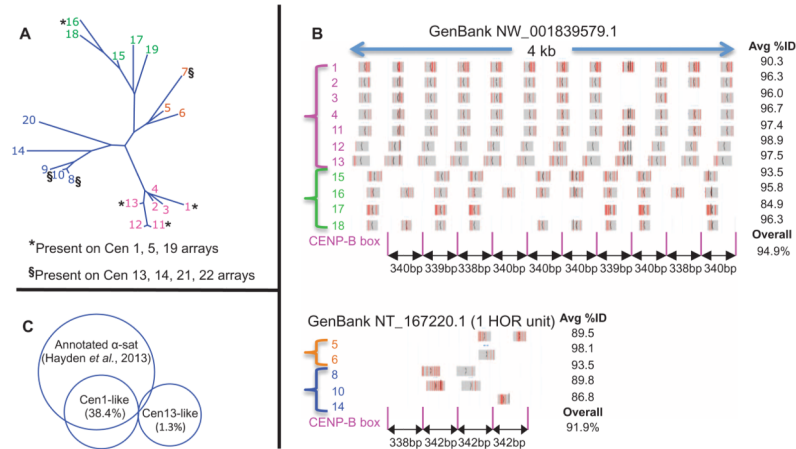 A
*16
18
15
17
19
7§
5
6
20
14
9
§
10
8
§
4
*13
2
3
1*
12
11*
*Present on Cen 1, 5, 19 arrays
§Present on Cen 13, 14, 21, 22 arrays
C
Annotated α-sat
(Hayden et al., 2013)
Cen1-like
(38.4%)
Cen13-like
(1.3%)
B
GenBank NW_001839579.1
4 kb
Avg %ID
1 90.3
2 96.3
3 96.0
4 96.7
11 97.4
12 98.9
13 97.5
15 93.5
16 95.8
17 84.9
18 96.3
CENP-B box
Overall
94.9%
340bp 339bp 338bp 340bp 340bp 340bp 339bp 340bp 338bp 340bp
GenBank NT_167220.1 (1 HOR unit)
Avg %ID
5 89.5
6 98.1
8 93.5
10 89.8
14 86.8
CENP-B box
Overall
91.9%
338bp 342bp 342bp 342bp